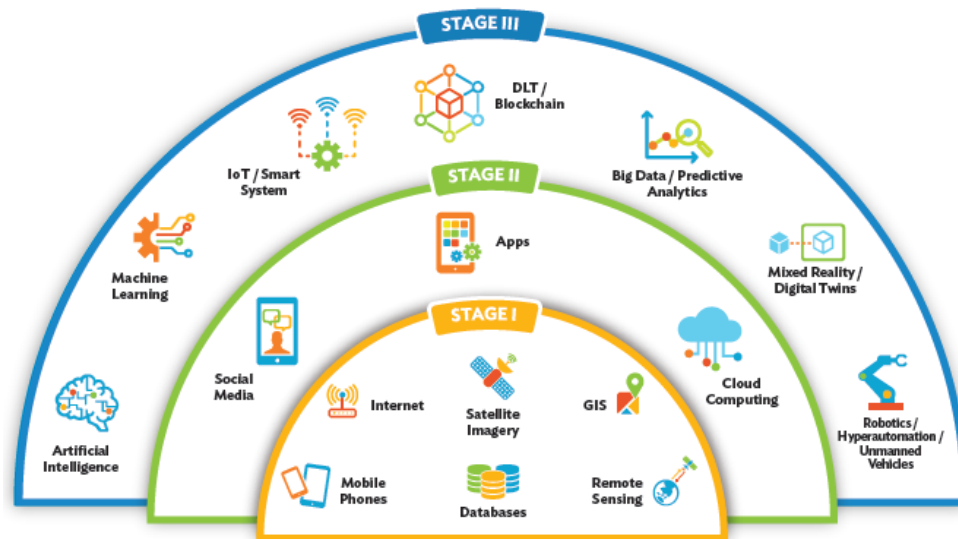 STAGE III
DLT /
Blockchain
IoT / Smart
System
Big Data / Predictive
Analytics
Machine
Learning
Mixed Reality /
Digital Twins
Artificial
Intelligence
Robotics /
Hyperautomation /
Unmanned
Vehicles
STAGE II
Apps
Social
Media
Cloud
Computing
STAGE I
Internet
Satellite
Imagery
GIS
Mobile
Phones
Databases
Remote
Sensing